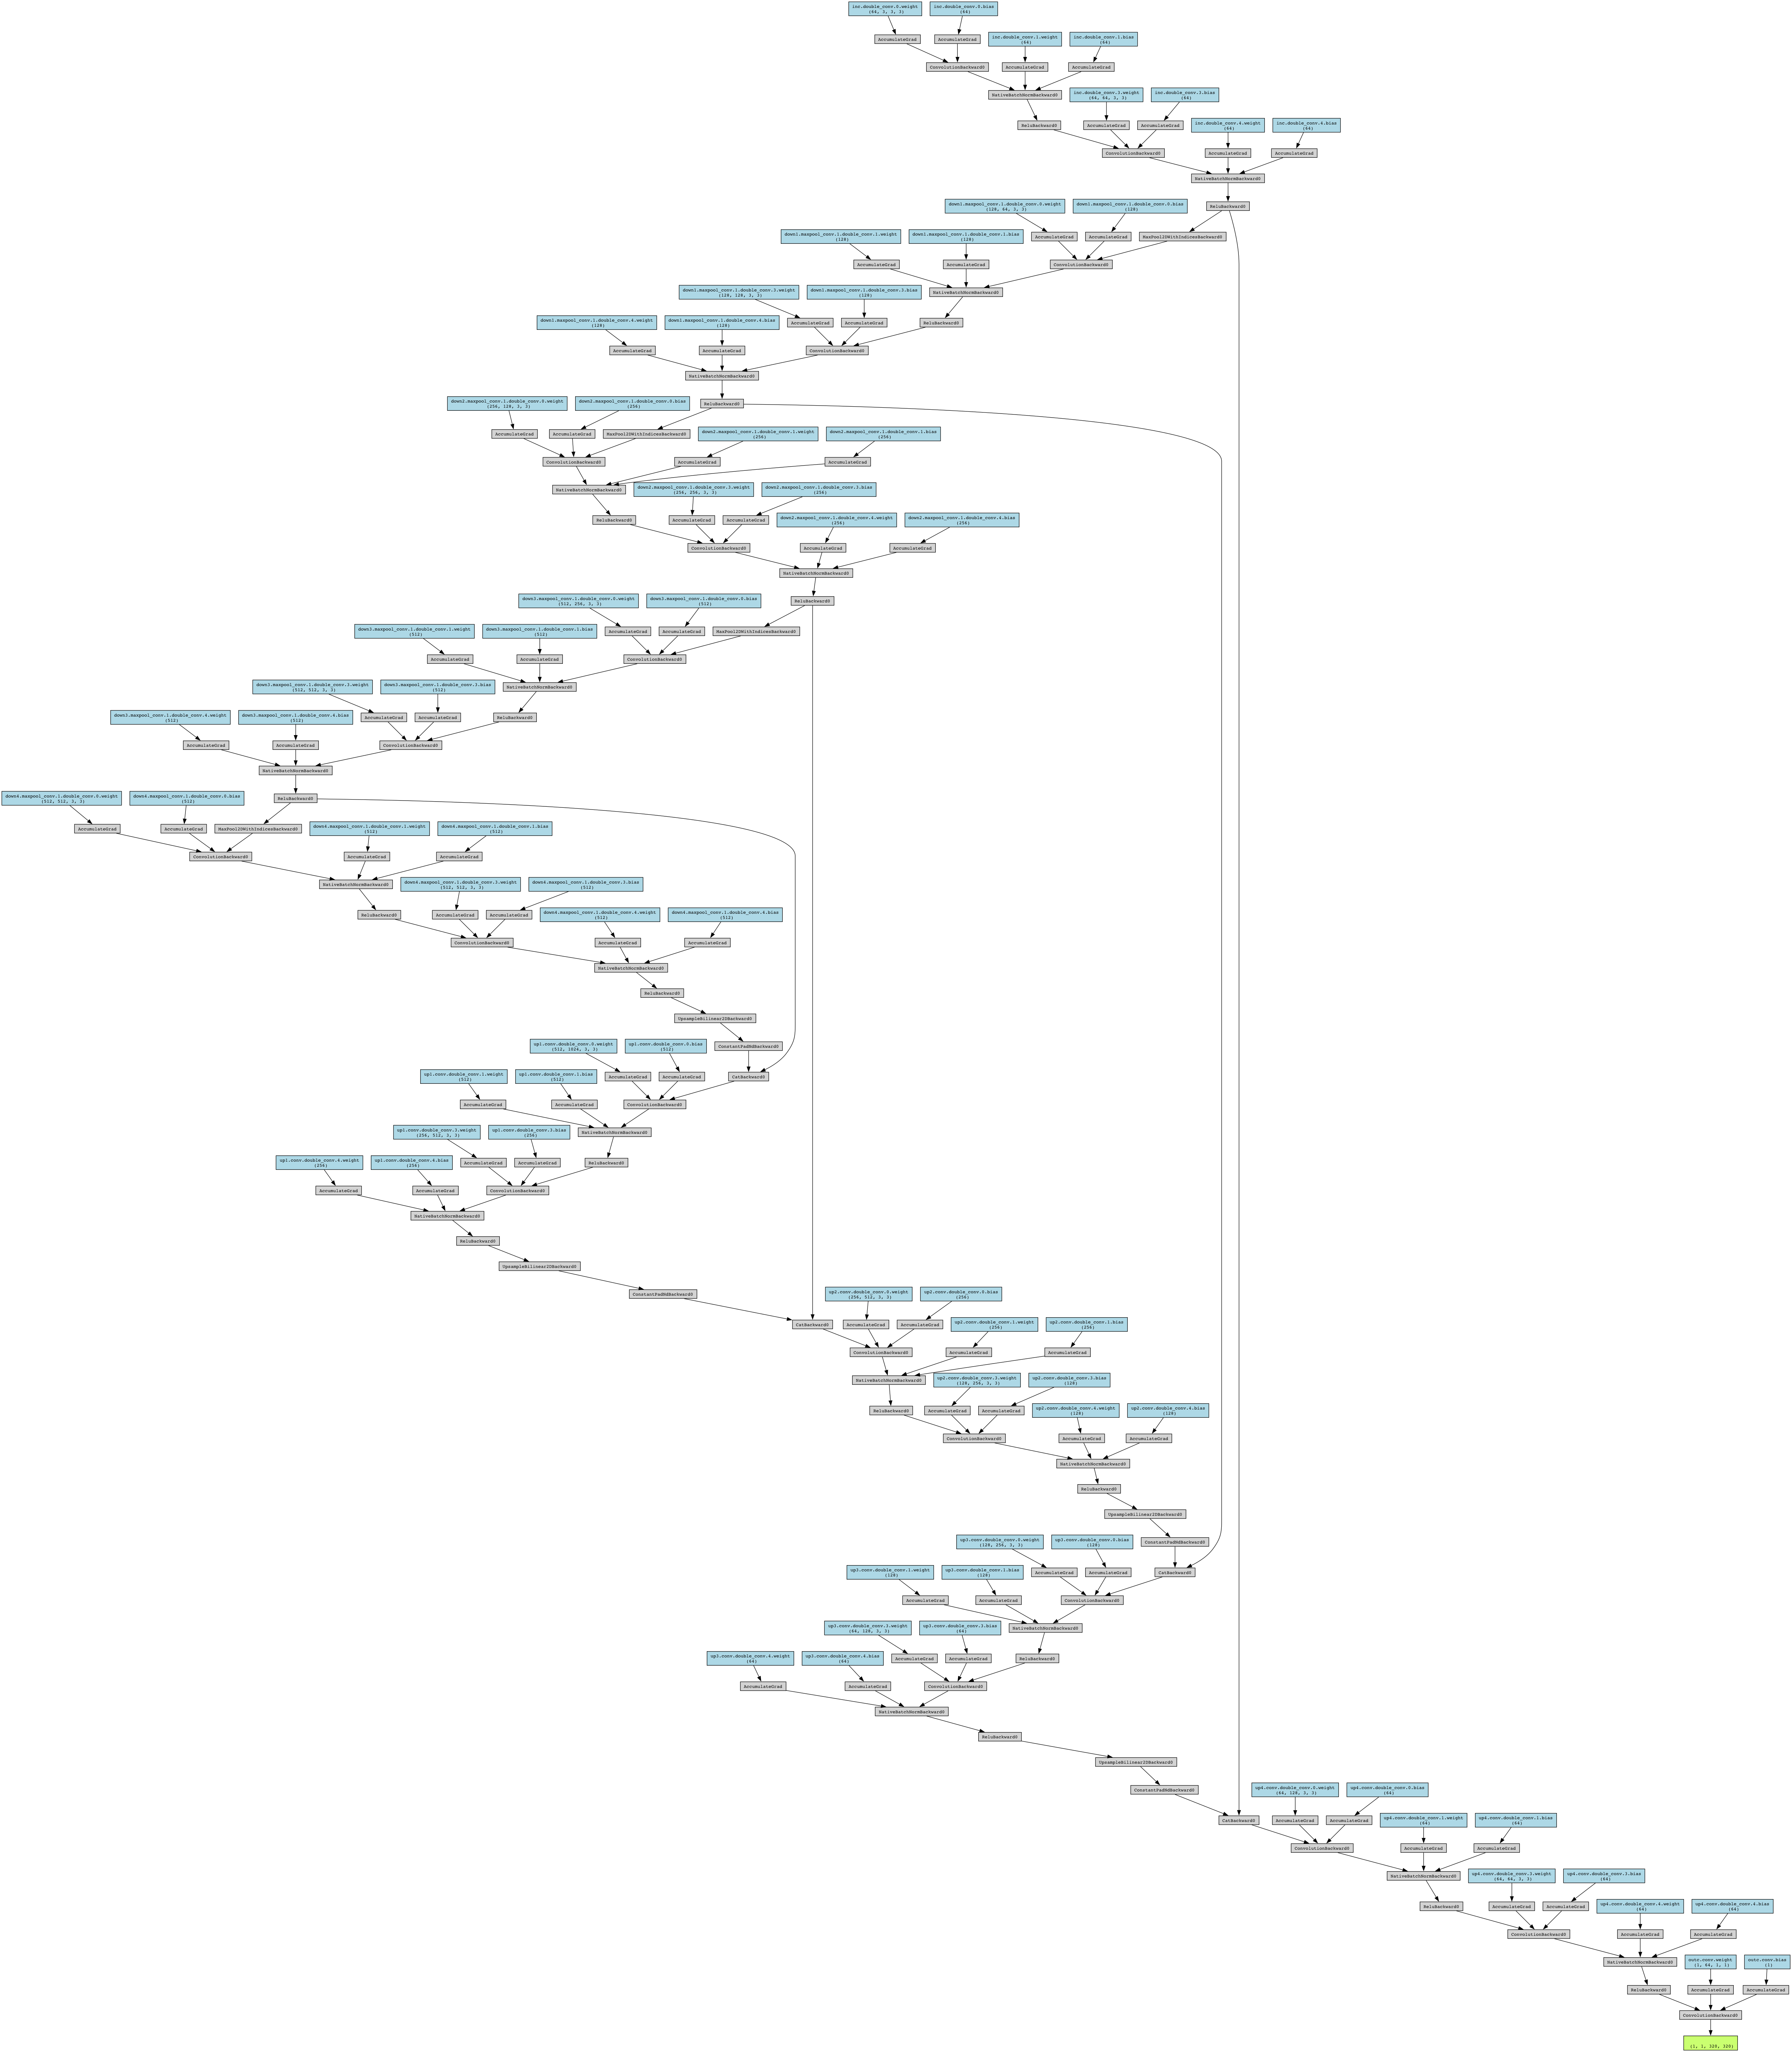 inc.double_conv.0.weight
(64, 3, 3, 3)
inc.double_conv.0.bias
(64)
AccumulateGrad
AccumulateGrad
inc.double_conv.1.weight
(64)
inc.double_conv.1.bias
(64)
ConvolutionBackward0
AccumulateGrad
AccumulateGrad
NativeBatchNormBackward0
inc.double_conv.3.weight
(64, 64, 3, 3)
inc.double_conv.3.bias
(64)
ReluBackward0
AccumulateGrad
AccumulateGrad
inc.double_conv.4.weight
(64)
inc.double_conv.4.bias
(64)
ConvolutionBackward0
AccumulateGrad
AccumulateGrad
NativeBatchNormBackward0
ReluBackward0
down1.maxpool_conv.1.double_conv.0.weight
(128, 64, 3, 3)
down1.maxpool_conv.1.double_conv.0.bias
(128)
AccumulateGrad
AccumulateGrad
MaxPool2DWithIndicesBackward0
down1.maxpool_conv.1.double_conv.1.weight
(128)
down1.maxpool_conv.1.double_conv.1.bias
(128)
AccumulateGrad
AccumulateGrad
ConvolutionBackward0
NativeBatchNormBackward0
down1.maxpool_conv.1.double_conv.3.weight
(128, 128, 3, 3)
down1.maxpool_conv.1.double_conv.3.bias
(128)
AccumulateGrad
AccumulateGrad
ReluBackward0
down1.maxpool_conv.1.double_conv.4.weight
(128)
down1.maxpool_conv.1.double_conv.4.bias
(128)
AccumulateGrad
AccumulateGrad
ConvolutionBackward0
NativeBatchNormBackward0
ReluBackward0
down2.maxpool_conv.1.double_conv.0.weight
(256, 128, 3, 3)
down2.maxpool_conv.1.double_conv.0.bias
(256)
AccumulateGrad
AccumulateGrad
MaxPool2DWithIndicesBackward0
down2.maxpool_conv.1.double_conv.1.weight
(256)
down2.maxpool_conv.1.double_conv.1.bias
(256)
ConvolutionBackward0
AccumulateGrad
AccumulateGrad
NativeBatchNormBackward0
down2.maxpool_conv.1.double_conv.3.weight
(256, 256, 3, 3)
down2.maxpool_conv.1.double_conv.3.bias
(256)
ReluBackward0
AccumulateGrad
AccumulateGrad
down2.maxpool_conv.1.double_conv.4.weight
(256)
down2.maxpool_conv.1.double_conv.4.bias
(256)
ConvolutionBackward0
AccumulateGrad
AccumulateGrad
NativeBatchNormBackward0
ReluBackward0
down3.maxpool_conv.1.double_conv.0.weight
(512, 256, 3, 3)
down3.maxpool_conv.1.double_conv.0.bias
(512)
AccumulateGrad
AccumulateGrad
MaxPool2DWithIndicesBackward0
down3.maxpool_conv.1.double_conv.1.weight
(512)
down3.maxpool_conv.1.double_conv.1.bias
(512)
AccumulateGrad
AccumulateGrad
ConvolutionBackward0
NativeBatchNormBackward0
down3.maxpool_conv.1.double_conv.3.weight
(512, 512, 3, 3)
down3.maxpool_conv.1.double_conv.3.bias
(512)
AccumulateGrad
AccumulateGrad
ReluBackward0
down3.maxpool_conv.1.double_conv.4.weight
(512)
down3.maxpool_conv.1.double_conv.4.bias
(512)
AccumulateGrad
AccumulateGrad
ConvolutionBackward0
NativeBatchNormBackward0
ReluBackward0
down4.maxpool_conv.1.double_conv.0.weight
(512, 512, 3, 3)
down4.maxpool_conv.1.double_conv.0.bias
(512)
AccumulateGrad
AccumulateGrad
MaxPool2DWithIndicesBackward0
down4.maxpool_conv.1.double_conv.1.weight
(512)
down4.maxpool_conv.1.double_conv.1.bias
(512)
ConvolutionBackward0
AccumulateGrad
AccumulateGrad
NativeBatchNormBackward0
down4.maxpool_conv.1.double_conv.3.weight
(512, 512, 3, 3)
down4.maxpool_conv.1.double_conv.3.bias
(512)
ReluBackward0
AccumulateGrad
AccumulateGrad
down4.maxpool_conv.1.double_conv.4.weight
(512)
down4.maxpool_conv.1.double_conv.4.bias
(512)
ConvolutionBackward0
AccumulateGrad
AccumulateGrad
NativeBatchNormBackward0
ReluBackward0
UpsampleBilinear2DBackward0
up1.conv.double_conv.0.weight
(512, 1024, 3, 3)
up1.conv.double_conv.0.bias
(512)
ConstantPadNdBackward0
up1.conv.double_conv.1.weight
(512)
up1.conv.double_conv.1.bias
(512)
AccumulateGrad
AccumulateGrad
CatBackward0
AccumulateGrad
AccumulateGrad
ConvolutionBackward0
up1.conv.double_conv.3.weight
(256, 512, 3, 3)
up1.conv.double_conv.3.bias
(256)
NativeBatchNormBackward0
up1.conv.double_conv.4.weight
(256)
up1.conv.double_conv.4.bias
(256)
AccumulateGrad
AccumulateGrad
ReluBackward0
AccumulateGrad
AccumulateGrad
ConvolutionBackward0
NativeBatchNormBackward0
ReluBackward0
UpsampleBilinear2DBackward0
ConstantPadNdBackward0
up2.conv.double_conv.0.weight
(256, 512, 3, 3)
up2.conv.double_conv.0.bias
(256)
CatBackward0
AccumulateGrad
AccumulateGrad
up2.conv.double_conv.1.weight
(256)
up2.conv.double_conv.1.bias
(256)
ConvolutionBackward0
AccumulateGrad
AccumulateGrad
NativeBatchNormBackward0
up2.conv.double_conv.3.weight
(128, 256, 3, 3)
up2.conv.double_conv.3.bias
(128)
ReluBackward0
AccumulateGrad
AccumulateGrad
up2.conv.double_conv.4.weight
(128)
up2.conv.double_conv.4.bias
(128)
ConvolutionBackward0
AccumulateGrad
AccumulateGrad
NativeBatchNormBackward0
ReluBackward0
UpsampleBilinear2DBackward0
up3.conv.double_conv.0.weight
(128, 256, 3, 3)
up3.conv.double_conv.0.bias
(128)
ConstantPadNdBackward0
up3.conv.double_conv.1.weight
(128)
up3.conv.double_conv.1.bias
(128)
AccumulateGrad
AccumulateGrad
CatBackward0
AccumulateGrad
AccumulateGrad
ConvolutionBackward0
up3.conv.double_conv.3.weight
(64, 128, 3, 3)
up3.conv.double_conv.3.bias
(64)
NativeBatchNormBackward0
up3.conv.double_conv.4.weight
(64)
up3.conv.double_conv.4.bias
(64)
AccumulateGrad
AccumulateGrad
ReluBackward0
AccumulateGrad
AccumulateGrad
ConvolutionBackward0
NativeBatchNormBackward0
ReluBackward0
UpsampleBilinear2DBackward0
ConstantPadNdBackward0
up4.conv.double_conv.0.weight
(64, 128, 3, 3)
up4.conv.double_conv.0.bias
(64)
CatBackward0
AccumulateGrad
AccumulateGrad
up4.conv.double_conv.1.weight
(64)
up4.conv.double_conv.1.bias
(64)
ConvolutionBackward0
AccumulateGrad
AccumulateGrad
NativeBatchNormBackward0
up4.conv.double_conv.3.weight
(64, 64, 3, 3)
up4.conv.double_conv.3.bias
(64)
ReluBackward0
AccumulateGrad
AccumulateGrad
up4.conv.double_conv.4.weight
(64)
up4.conv.double_conv.4.bias
(64)
ConvolutionBackward0
AccumulateGrad
AccumulateGrad
NativeBatchNormBackward0
outc.conv.weight
(1, 64, 1, 1)
outc.conv.bias
(1)
ReluBackward0
AccumulateGrad
AccumulateGrad
ConvolutionBackward0
(1, 1, 320, 320)